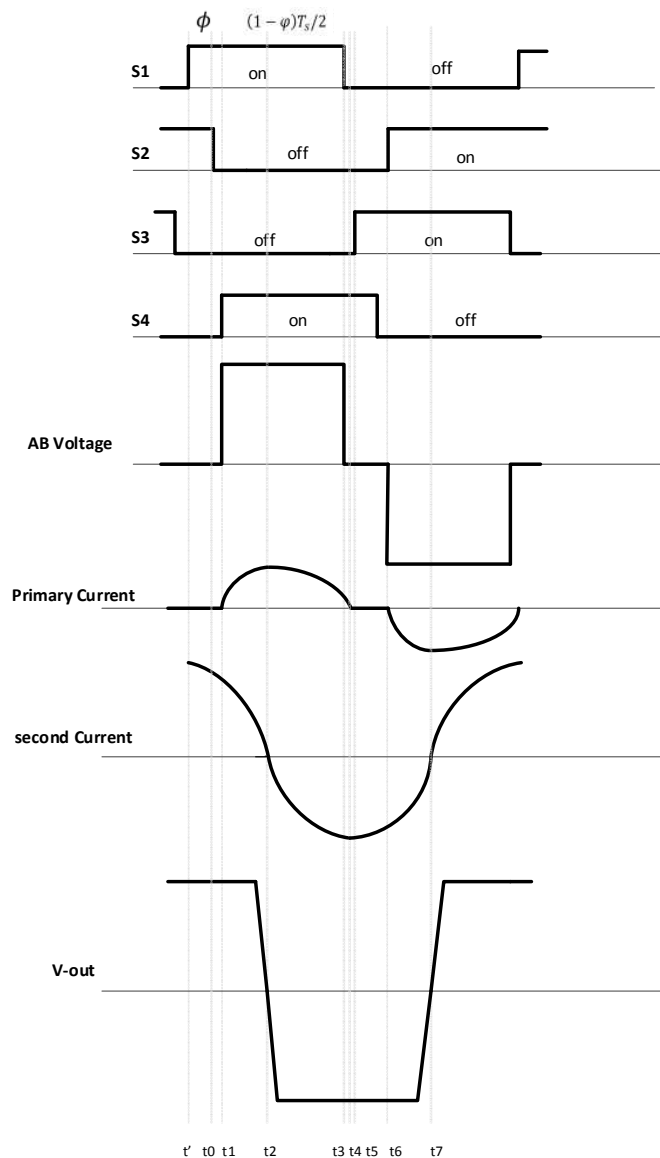 ϕ (1 − φ)Tₛ/2
S1 on off
S2 off on
S3 off on
S4 on off
AB Voltage
Primary Current
second Current
V-out
t' t0 t1 t2 t3 t4 t5 t6 t7